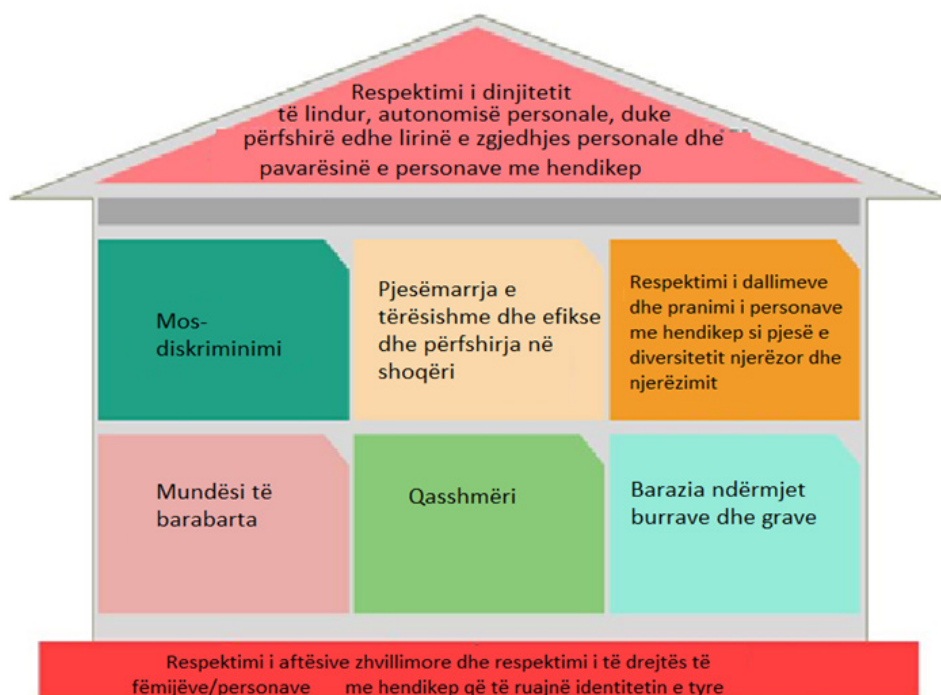 Respektimi i dinjitetit
të lindur, autonomisë personale, duke
përfshirë edhe lirinë e zgjedhjes personale dhe
pavarësinë e personave me hendikep
Mos-
diskriminimi
Pjesëmarrja e
tërësishme dhe efikse
dhe përfshirja në
shoqëri
Respektimi i dallimeve
dhe pranimi i personave
me hendikep si pjesë e
diversitetit njerëzor dhe
njerëzimit
Mundësi të
barabarta
Qasshmëri
Barazia ndërmjet
burrave dhe grave
Respektimi i aftësive zhvillimore dhe respektimi i të drejtës të
fëmijëve/personave me hendikep që të ruajnë identitetin e tyre